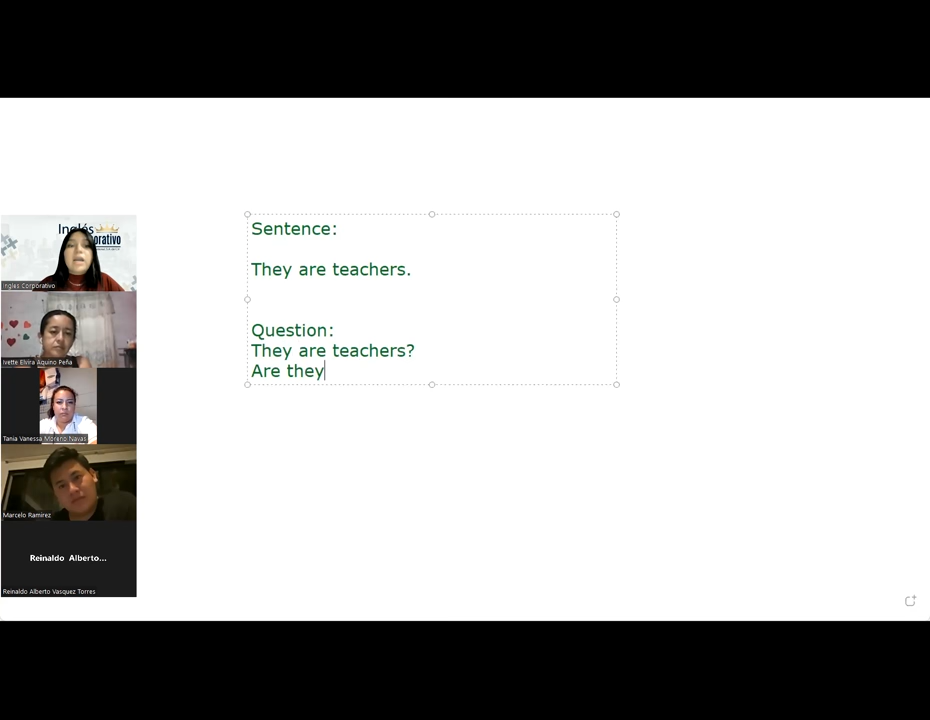 Inglés
orporativo
Ingles Corporativo
Ivette Elvira Aquino Peña
Tania Vanessa Moreno Navas
Marcelo Ramirez
Reinaldo Alberto...
Reinaldo Alberto Vasquez Torres
Sentence:
They are teachers.
Question:
They are teachers?
Are they